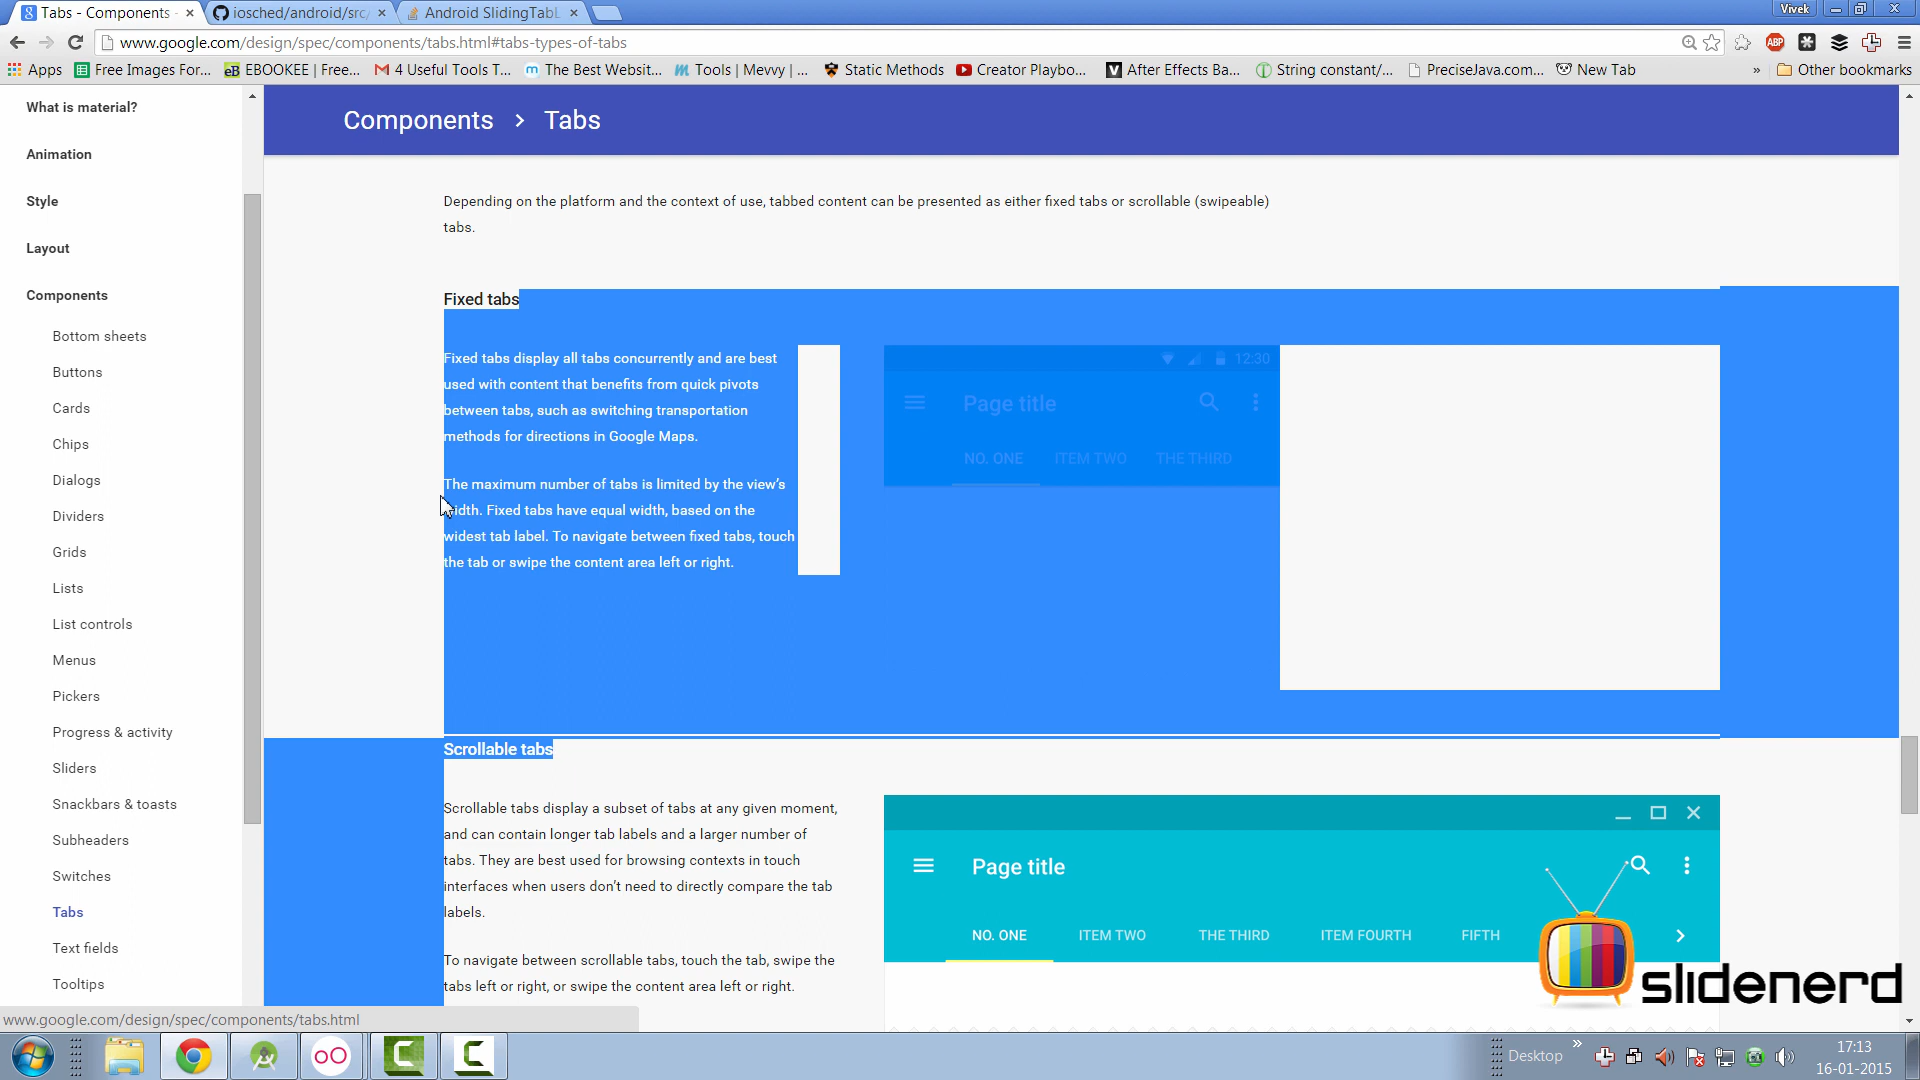 Tabs - Components
iosched/android/src/
Android SlidingTabL
Vivek
www.google.com/design/spec/components/tabs.html#tabs-types-of-tabs
Apps
Free Images For...
EBOOKEE | Free...
4 Useful Tools T...
The Best Websit...
Tools | Mevvy | ...
Static Methods
Creator Playbo...
After Effects Ba...
String constant/...
PreciseJava.com...
New Tab
»
Other bookmarks
What is material?
Animation
Style
Layout
Components
Bottom sheets
Buttons
Cards
Chips
Dialogs
Dividers
Grids
Lists
List controls
Menus
Pickers
Progress & activity
Sliders
Snackbars & toasts
Subheaders
Switches
Tabs
Text fields
Tooltips
Components > Tabs
Depending on the platform and the context of use, tabbed content can be presented as either fixed tabs or scrollable (swipeable)
tabs.
Fixed tabs
Fixed tabs display all tabs concurrently and are best
used with content that benefits from quick pivots
between tabs, such as switching transportation
methods for directions in Google Maps.
The maximum number of tabs is limited by the view's
width. Fixed tabs have equal width, based on the
widest tab label. To navigate between fixed tabs, touch
the tab or swipe the content area left or right.
12:30
Page title
NO. ONE ITEM TWO THE THIRD
Scrollable tabs
Scrollable tabs display a subset of tabs at any given moment,
and can contain longer tab labels and a larger number of
tabs. They are best used for browsing contexts in touch
interfaces when users don't need to directly compare the tab
labels.
To navigate between scrollable tabs, touch the tab, swipe the
tabs left or right, or swipe the content area left or right.
Page title
NO. ONE ITEM TWO THE THIRD ITEM FOURTH FIFTH
slidenerd
www.google.com/design/spec/components/tabs.html
Desktop
»
17:13
16-01-2015